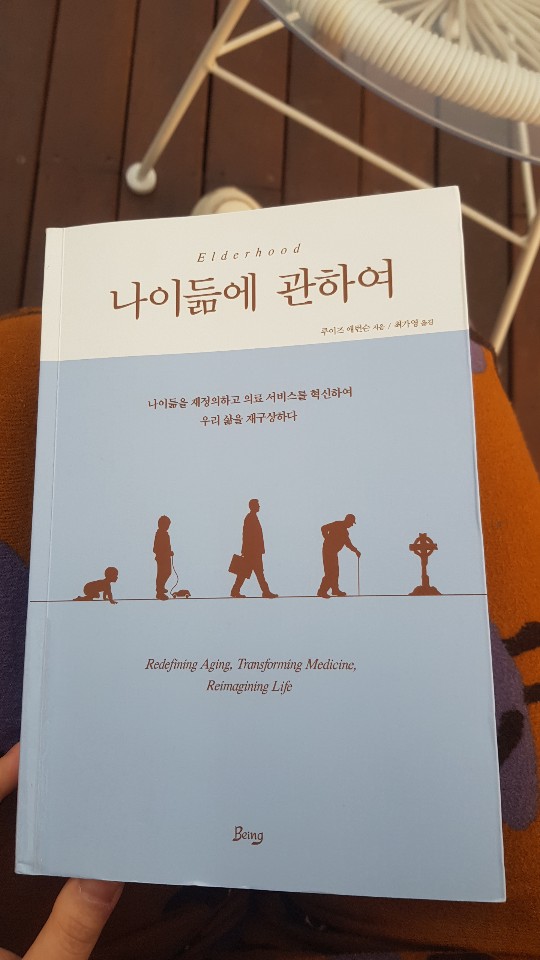 Elderhood
나이듦에 관하여
루이즈 애런슨 지음 / 최가영 옮김
나이듦을 재정의하고 의료 서비스를 혁신하여
우리 삶을 재구상하다
Redefining Aging, Transforming Medicine,
Reimagining Life
Being